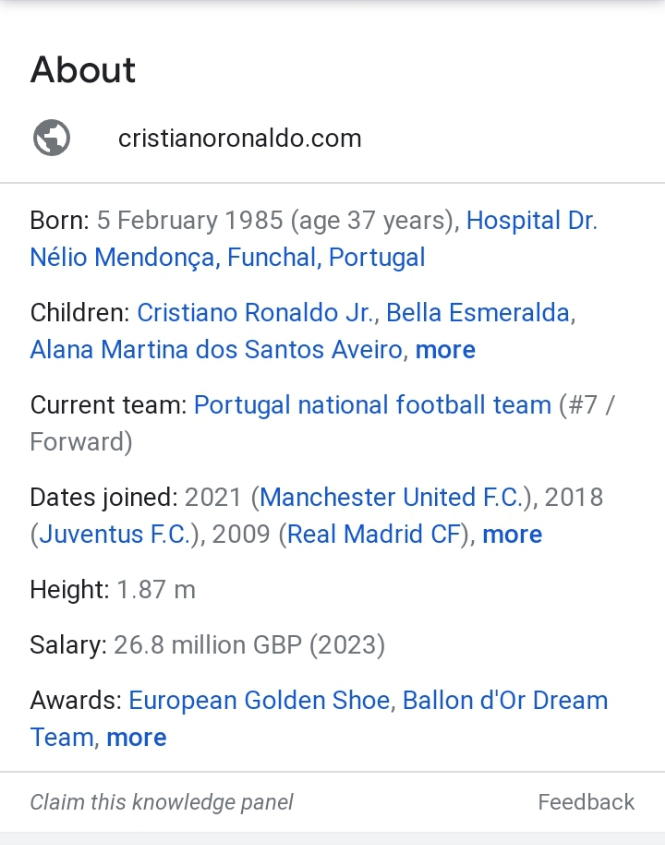 About
cristianoronaldo.com
Born: 5 February 1985 (age 37 years), Hospital Dr.
Nélio Mendonça, Funchal, Portugal
Children: Cristiano Ronaldo Jr., Bella Esmeralda,
Alana Martina dos Santos Aveiro, more
Current team: Portugal national football team (#7 /
Forward)
Dates joined: 2021 (Manchester United F.C.), 2018
(Juventus F.C.), 2009 (Real Madrid CF), more
Height: 1.87 m
Salary: 26.8 million GBP (2023)
Awards: European Golden Shoe, Ballon d'Or Dream
Team, more
Claim this knowledge panel
Feedback